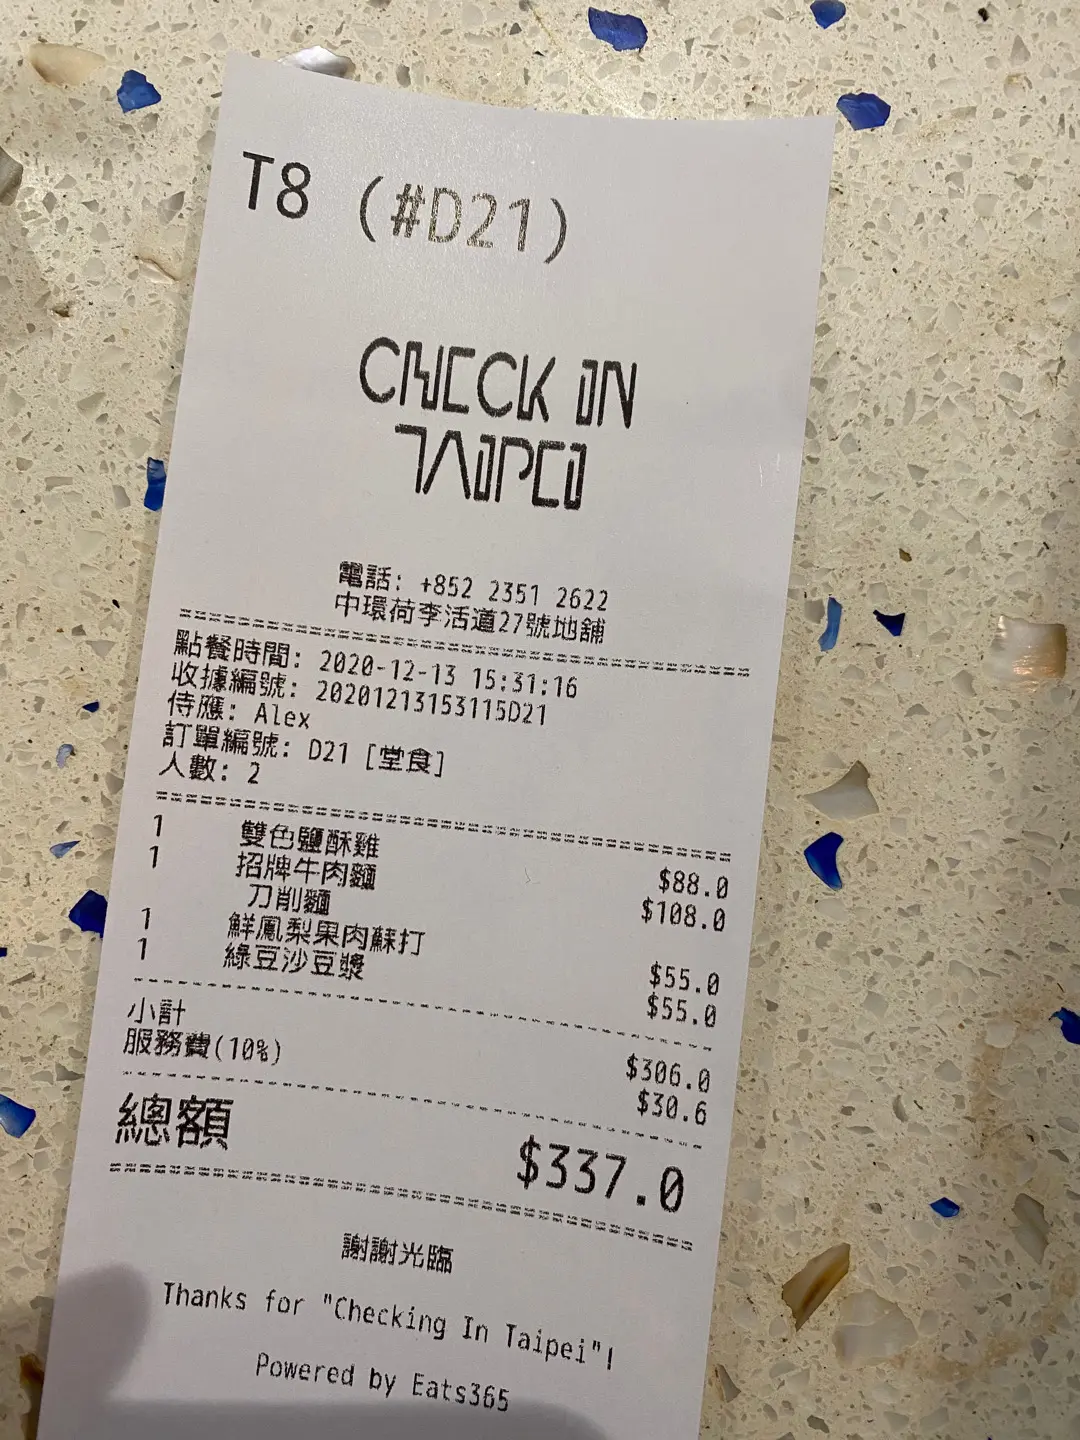 T8 (#D21)
CHECK IN
TAIPEI
電話: +852 2351 2622
中環荷李活道27號地舖
點餐時間: 2020-12-13 15:31:16
收據編號: 20201213153115D21
侍應: Alex
訂單編號: D21 [堂食]
人數: 2
1 雙色鹽酥雞 $88.0
1 招牌牛肉麵 $108.0
刀削麵
1 鮮鳳梨果肉蘇打 $55.0
1 綠豆沙豆漿 $55.0
小計 $306.0
服務費(10%) $30.6
總額 $337.0
謝謝光臨
Thanks for "Checking In Taipei"!
Powered by Eats365